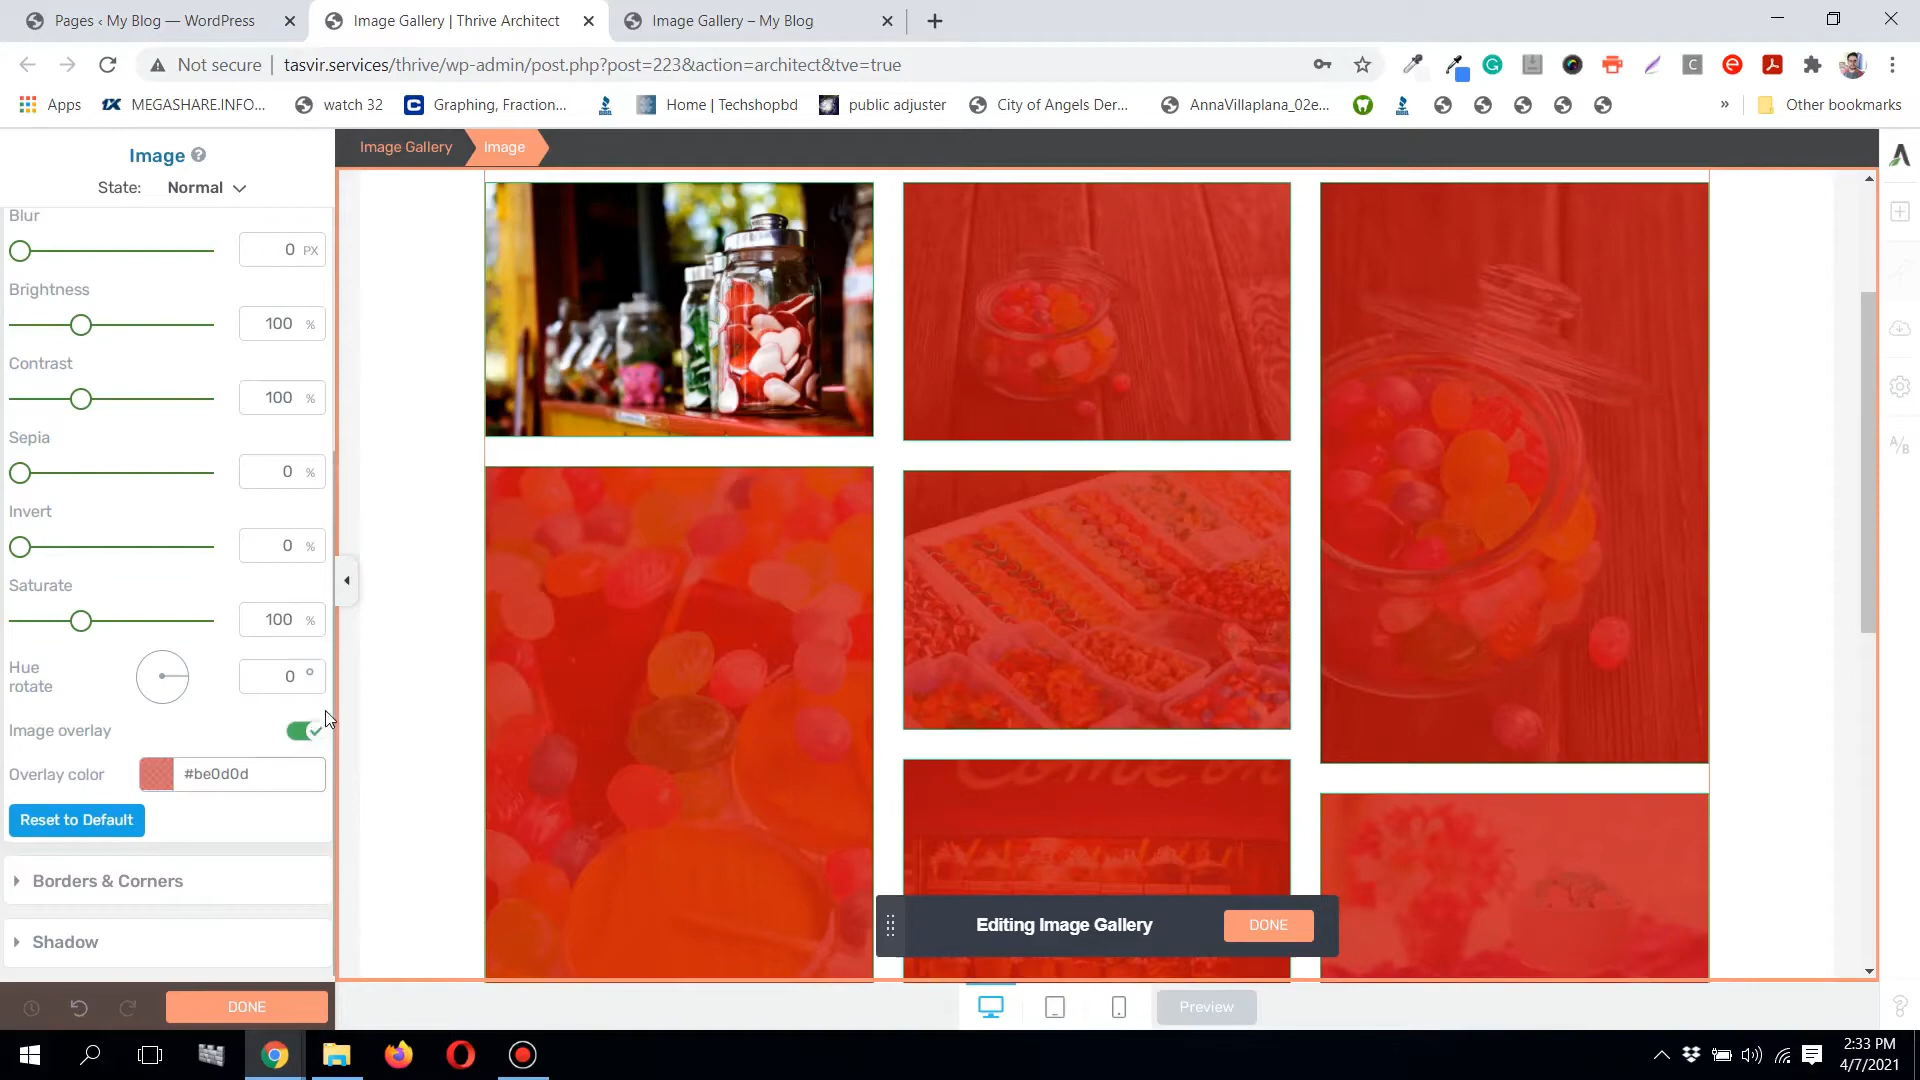 Pages ‹ My Blog — WordPress
Image Gallery | Thrive Architect
Image Gallery – My Blog
Not secure
tasvir.services/thrive/wp-admin/post.php?post=223&action=architect&tve=true
Apps
MEGASHARE.INFO...
watch 32
Graphing, Fraction...
Home | Techshopbd
public adjuster
City of Angels Der...
AnnaVillaplana_02e...
»
Other bookmarks
Image
State: Normal
Image Gallery
Image
Blur
0 PX
Brightness
100 %
Contrast
100 %
Sepia
0 %
Invert
0 %
Saturate
100 %
Hue
rotate
0 °
Image overlay
Overlay color #be0d0d
Reset to Default
Borders & Corners
Shadow
DONE
Come on
Editing Image Gallery
DONE
Preview
A/B
2:33 PM
4/7/2021